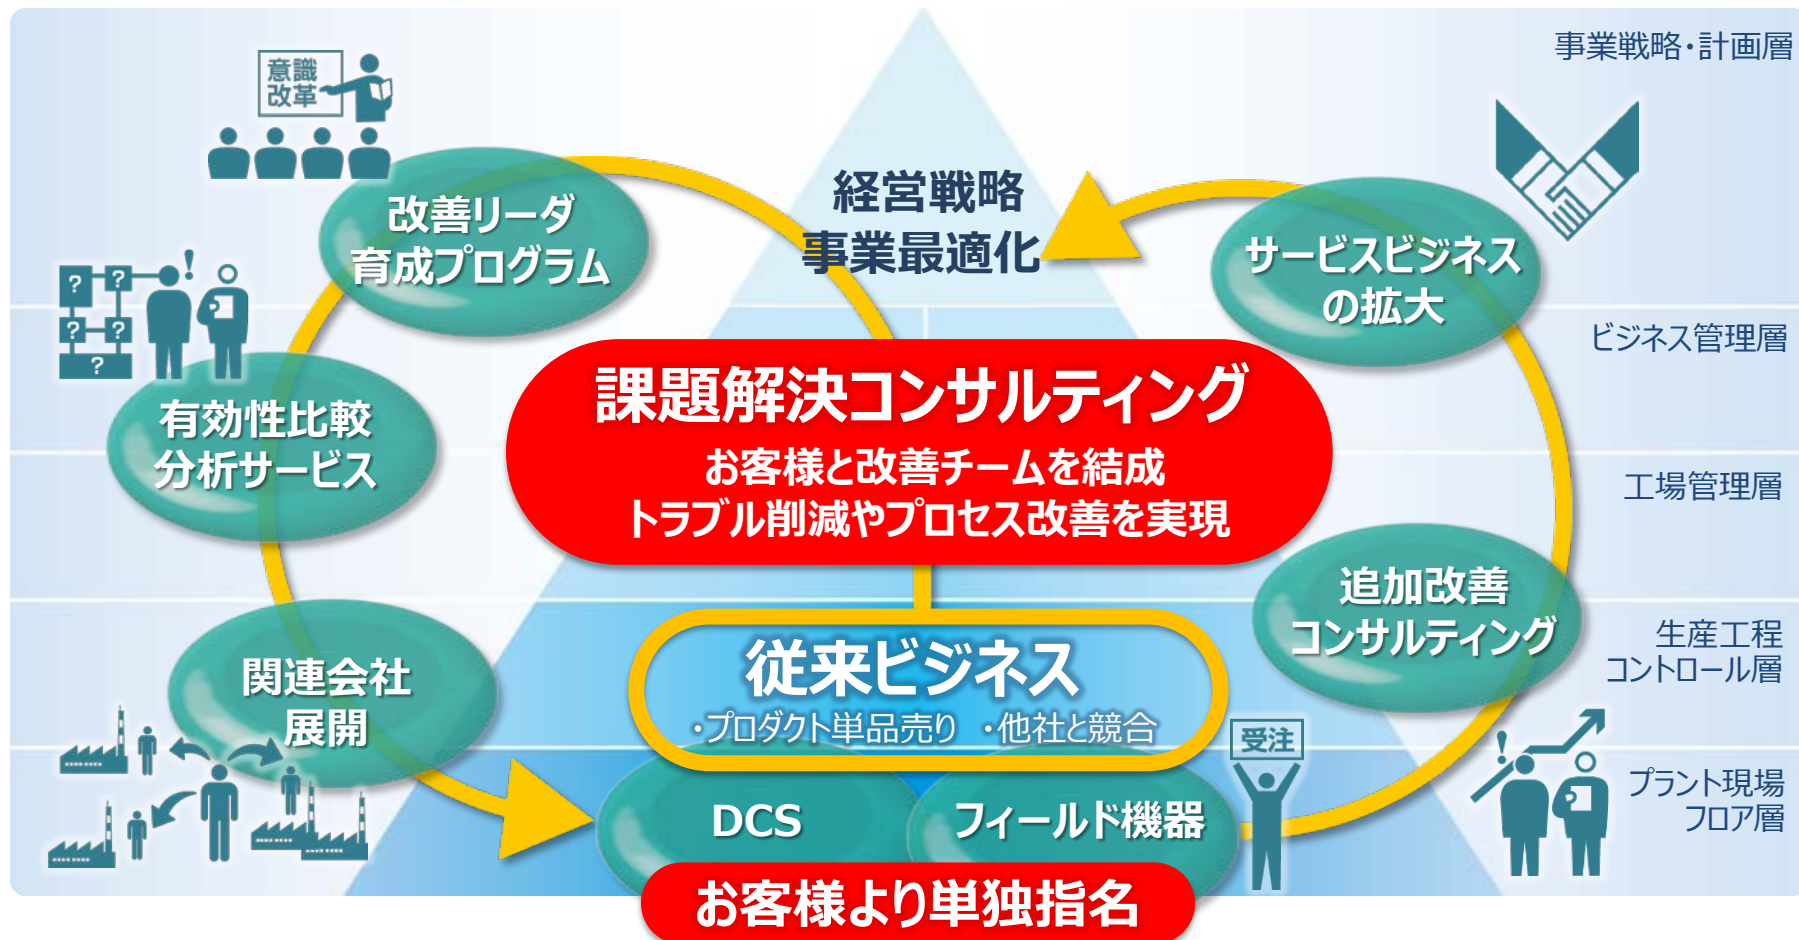 事業戦略・計画層
意識
改革
経営戦略
事業最適化
改善リーダ
育成プログラム
サービスビジネス
の拡大
?
?
!
?
?
?
ビジネス管理層
課題解決コンサルティング
お客様と改善チームを結成
トラブル削減やプロセス改善を実現
有効性比較
分析サービス
工場管理層
追加改善
コンサルティング
生産工程
コントロール層
従来ビジネス
・プロダクト単品売り ・他社と競合
関連会社
展開
受注
!
プラント現場
フロア層
DCS
フィールド機器
お客様より単独指名